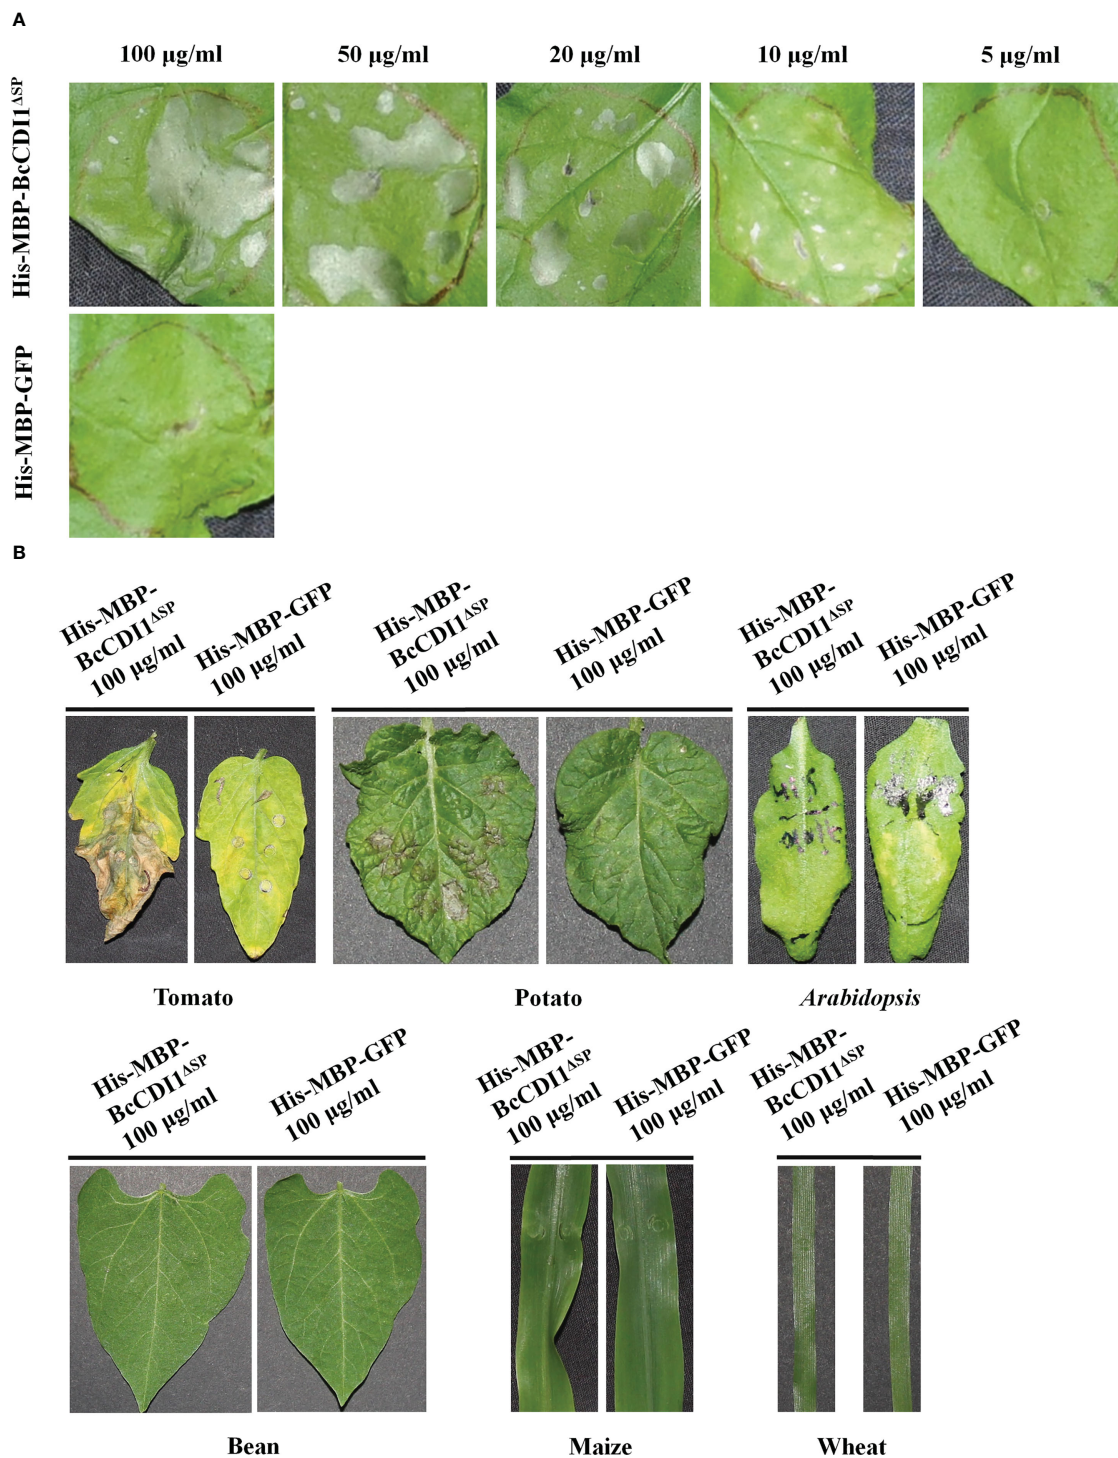 A
100 µg/ml
50 µg/ml
20 µg/ml
10 µg/ml
5 µg/ml
His-MBP-BcCDI1ΔSP
His-MBP-GFP
B
His-MBP-
BcCDI1ΔSP
100 µg/ml
His-MBP-GFP
100 µg/ml
His-MBP-
BcCDI1ΔSP
100 µg/ml
His-MBP-GFP
100 µg/ml
His-MBP-
BcCDI1ΔSP
100 µg/ml
His-MBP-GFP
100 µg/ml
Tomato
Potato
Arabidopsis
His-MBP-
BcCDI1ΔSP
100 µg/ml
His-MBP-GFP
100 µg/ml
His-MBP-
BcCDI1ΔSP
100 µg/ml
His-MBP-GFP
100 µg/ml
His-MBP-
BcCDI1ΔSP
100 µg/ml
His-MBP-GFP
100 µg/ml
Bean
Maize
Wheat